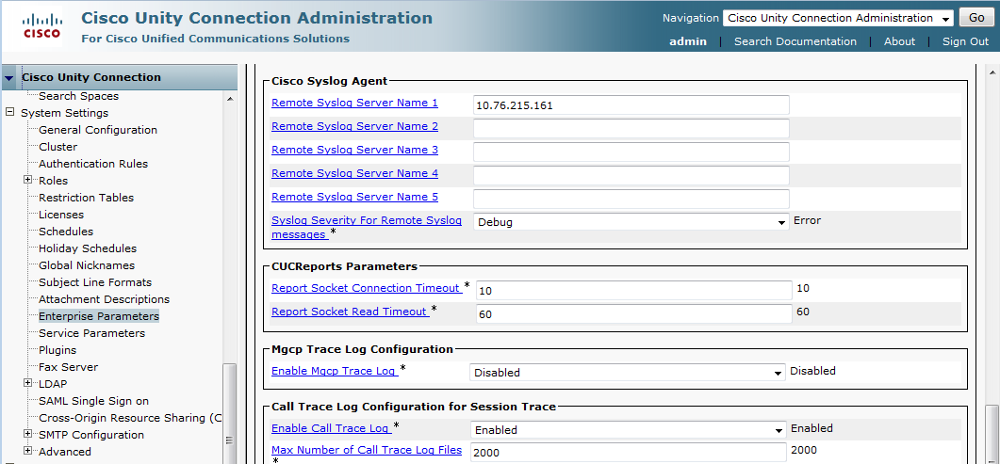 Cisco Unity Connection Administration
For Cisco Unified Communications Solutions
CISCO
Navigation Cisco Unity Connection Administration Go
admin | Search Documentation | About | Sign Out
Cisco Unity Connection
Search Spaces
System Settings
General Configuration
Cluster
Authentication Rules
Roles
Restriction Tables
Licenses
Schedules
Holiday Schedules
Global Nicknames
Subject Line Formats
Attachment Descriptions
Enterprise Parameters
Service Parameters
Plugins
Fax Server
LDAP
SAML Single Sign on
Cross-Origin Resource Sharing (C
SMTP Configuration
Advanced
Cisco Syslog Agent
Remote Syslog Server Name 1 10.76.215.161
Remote Syslog Server Name 2
Remote Syslog Server Name 3
Remote Syslog Server Name 4
Remote Syslog Server Name 5
Syslog Severity For Remote Syslog Debug Error
messages *
CUCReports Parameters
Report Socket Connection Timeout * 10 10
Report Socket Read Timeout * 60 60
Mgcp Trace Log Configuration
Enable Mgcp Trace Log * Disabled Disabled
Call Trace Log Configuration for Session Trace
Enable Call Trace Log * Enabled Enabled
Max Number of Call Trace Log Files 2000 2000
*